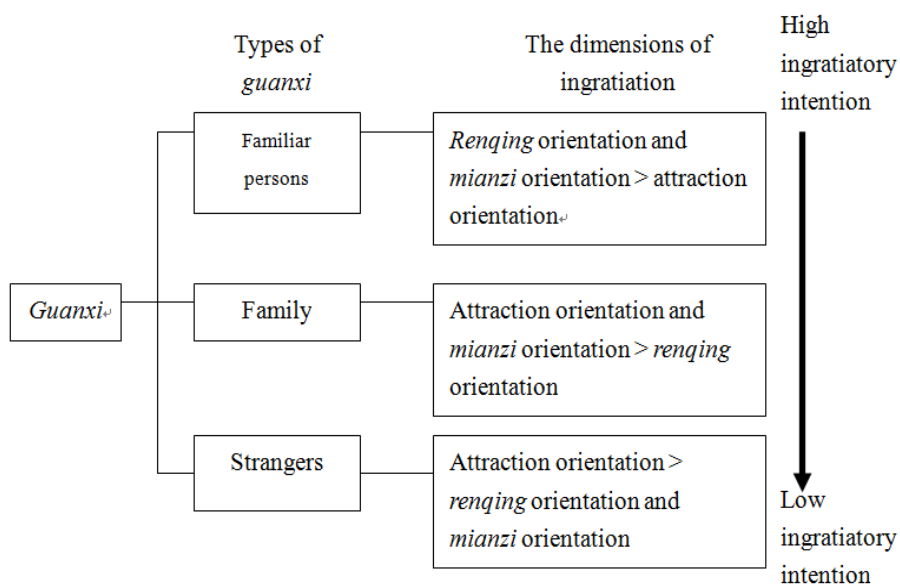 Types of
guanxi
The dimensions of
ingratiation
High
ingratiatory
intention
Familiar
persons
Renqing orientation and
mianzi orientation > attraction
orientation↵
Guanxi↵
Family
Attraction orientation and
mianzi orientation > renqing
orientation
Strangers
Attraction orientation >
renqing orientation and
mianzi orientation
Low
ingratiatory
intention